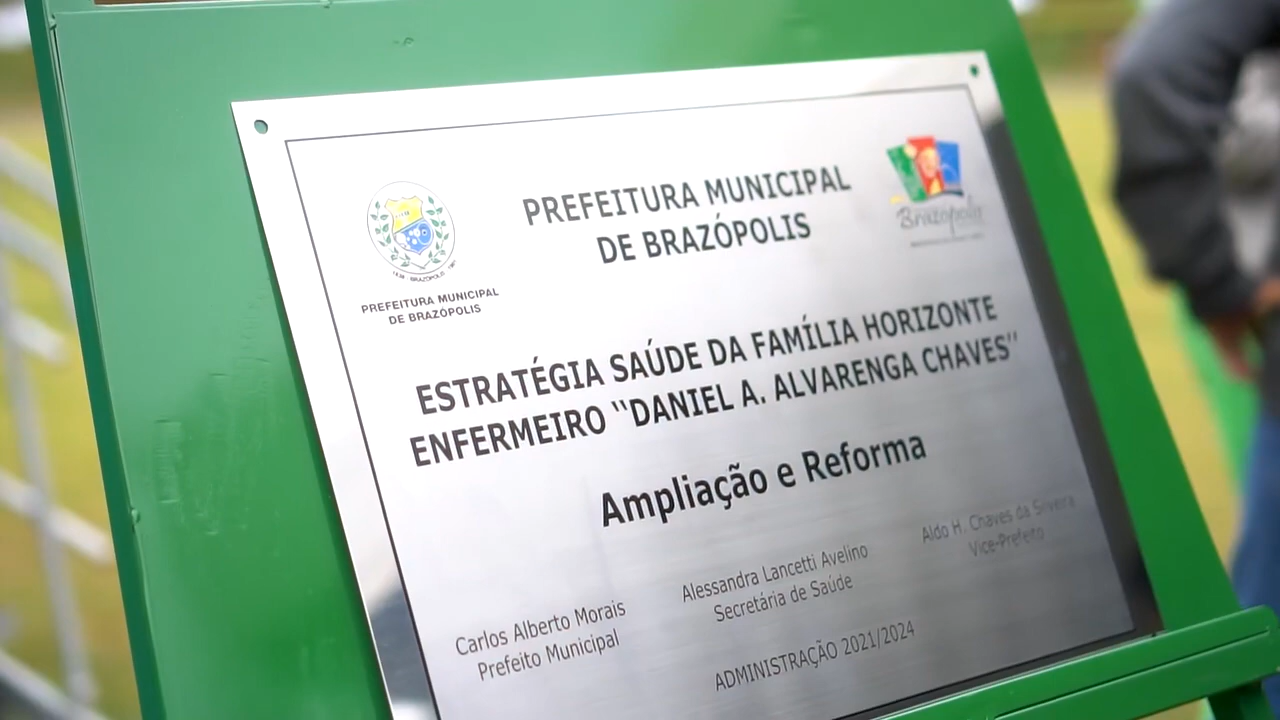 PREFEITURA MUNICIPAL
DE BRAZÓPOLIS
Brazópolis
BRAZÓPOLIS
PREFEITURA MUNICIPAL
DE BRAZÓPOLIS
ESTRATÉGIA SAÚDE DA FAMÍLIA HORIZONTE
ENFERMEIRO "DANIEL A. ALVARENGA CHAVES"
Ampliação e Reforma
Carlos Alberto Morais
Prefeito Municipal
Alessandra Lancetti Avelino
Secretária de Saúde
Aldo H. Chaves da Silveira
Vice-Prefeito
ADMINISTRAÇÃO 2021/2024